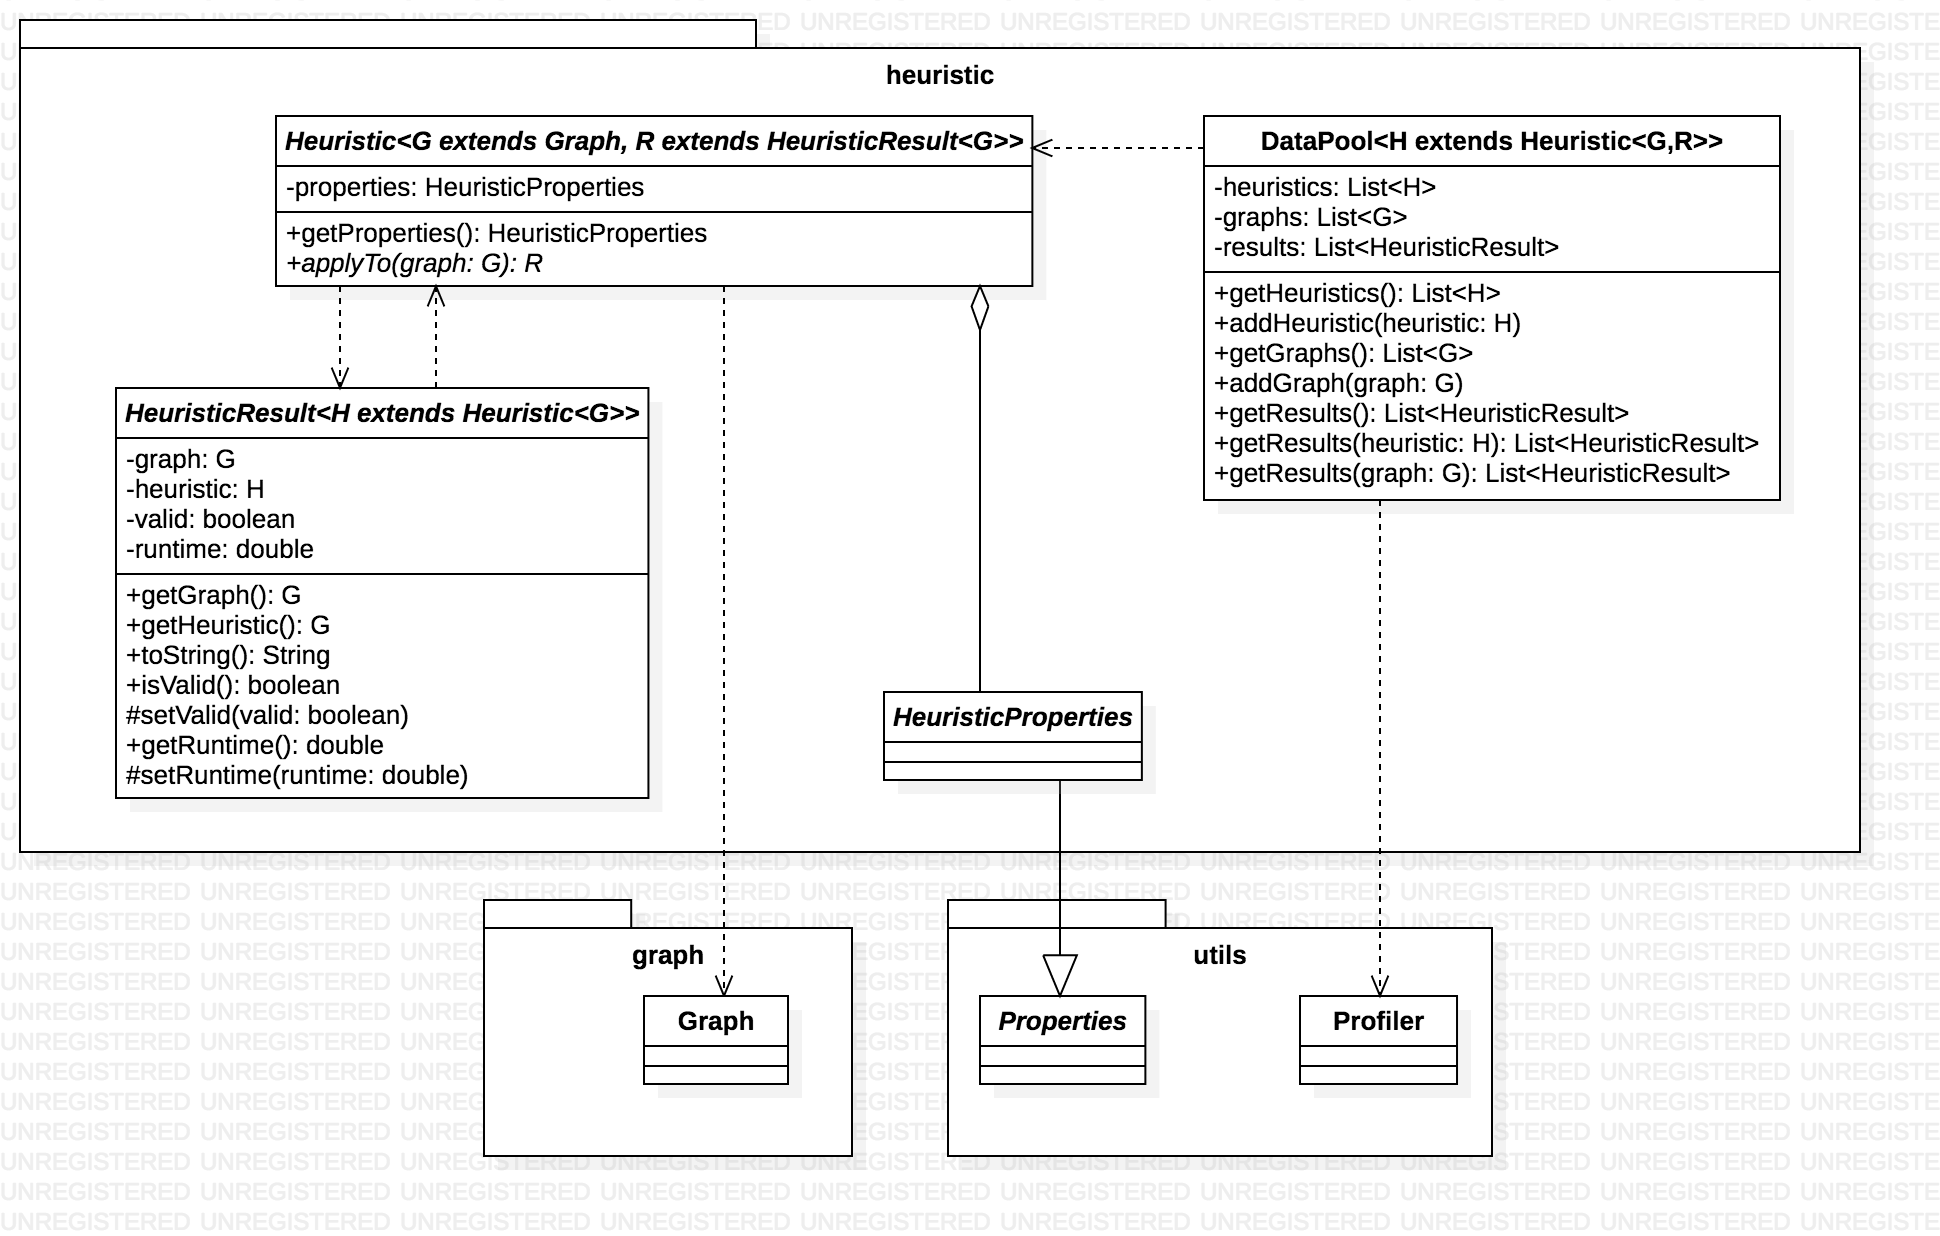 heuristic
Heuristic<G extends Graph, R extends HeuristicResult<G>>
-properties: HeuristicProperties
+getProperties(): HeuristicProperties
+applyTo(graph: G): R
DataPool<H extends Heuristic<G,R>>
-heuristics: List<H>
-graphs: List<G>
-results: List<HeuristicResult>
+getHeuristics(): List<H>
+addHeuristic(heuristic: H)
+getGraphs(): List<G>
+addGraph(graph: G)
+getResults(): List<HeuristicResult>
+getResults(heuristic: H): List<HeuristicResult>
+getResults(graph: G): List<HeuristicResult>
HeuristicResult<H extends Heuristic<G>>
-graph: G
-heuristic: H
-valid: boolean
-runtime: double
+getGraph(): G
+getHeuristic(): G
+toString(): String
+isValid(): boolean
#setValid(valid: boolean)
+getRuntime(): double
#setRuntime(runtime: double)
HeuristicProperties
graph
Graph
utils
Properties
Profiler
UNREGISTERED UNREGISTERED UNREGISTERED UNREGISTERED UNREGISTERED UNREGISTERED UNREGISTERED UNREGISTERED UNREGISTERED